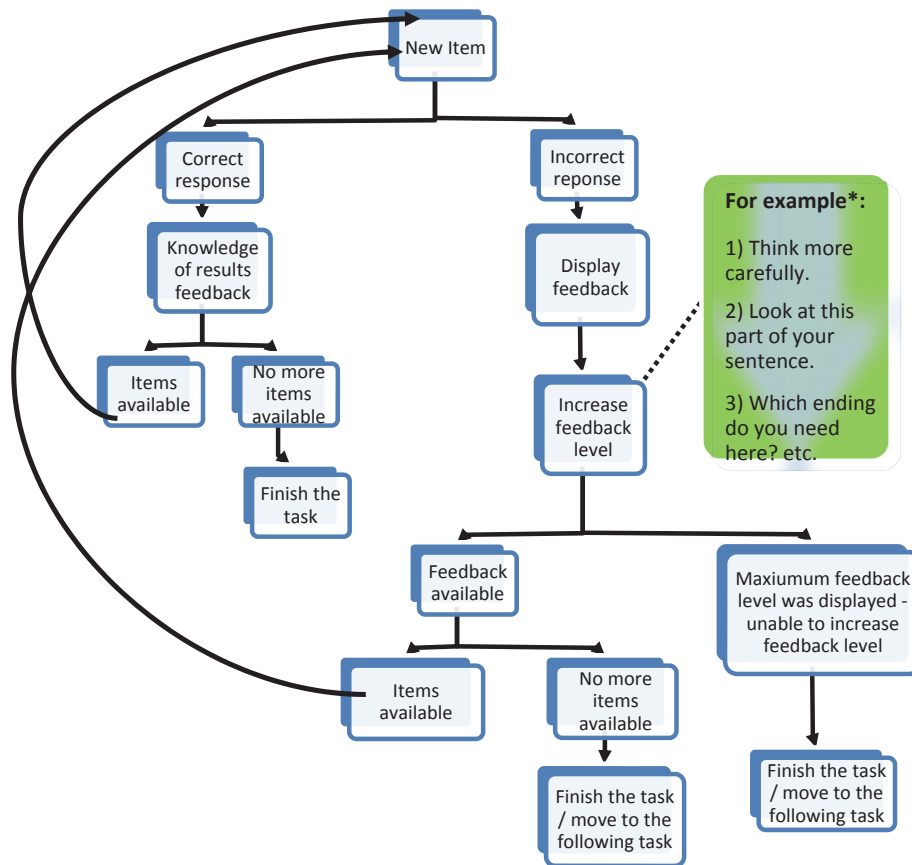 New Item
Correct
response
Incorrect
reponse
Knowledge
of results
feedback
Display
feedback
For example*:
1) Think more
carefully.
2) Look at this
part of your
sentence.
3) Which ending
do you need
here? etc.
Items
available
No more
items
available
Increase
feedback
level
Finish the
task
Feedback
available
Maxiumum feedback
level was displayed -
unable to increase
feedback level
Items
available
No more
items
available
Finish the task
/ move to the
following task
Finish the task
/ move to the
following task